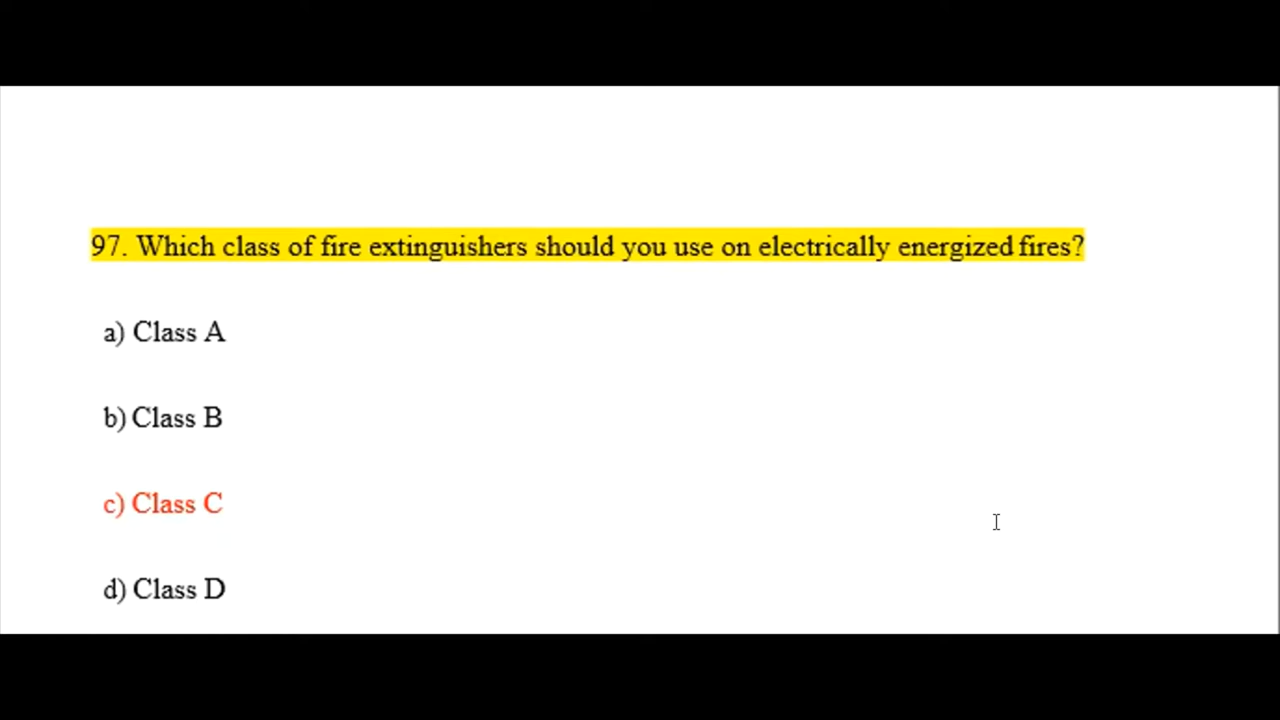 97. Which class of fire extinguishers should you use on electrically energized fires?
a) Class A
b) Class B
c) Class C
d) Class D